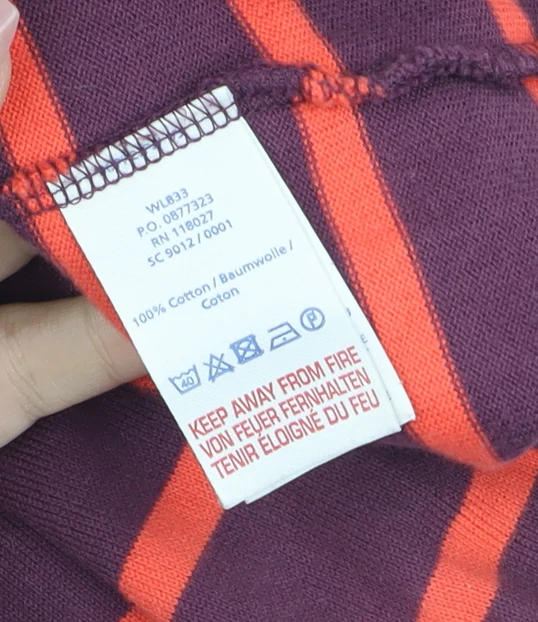 WL833
P.O. 0877323
RN 118027
SC 9012 / 0001
100% Cotton / Baumwolle /
Coton
40 P
KEEP AWAY FROM FIRE
VON FEUER FERNHALTEN
TENIR ÉLOIGNÉ DU FEU